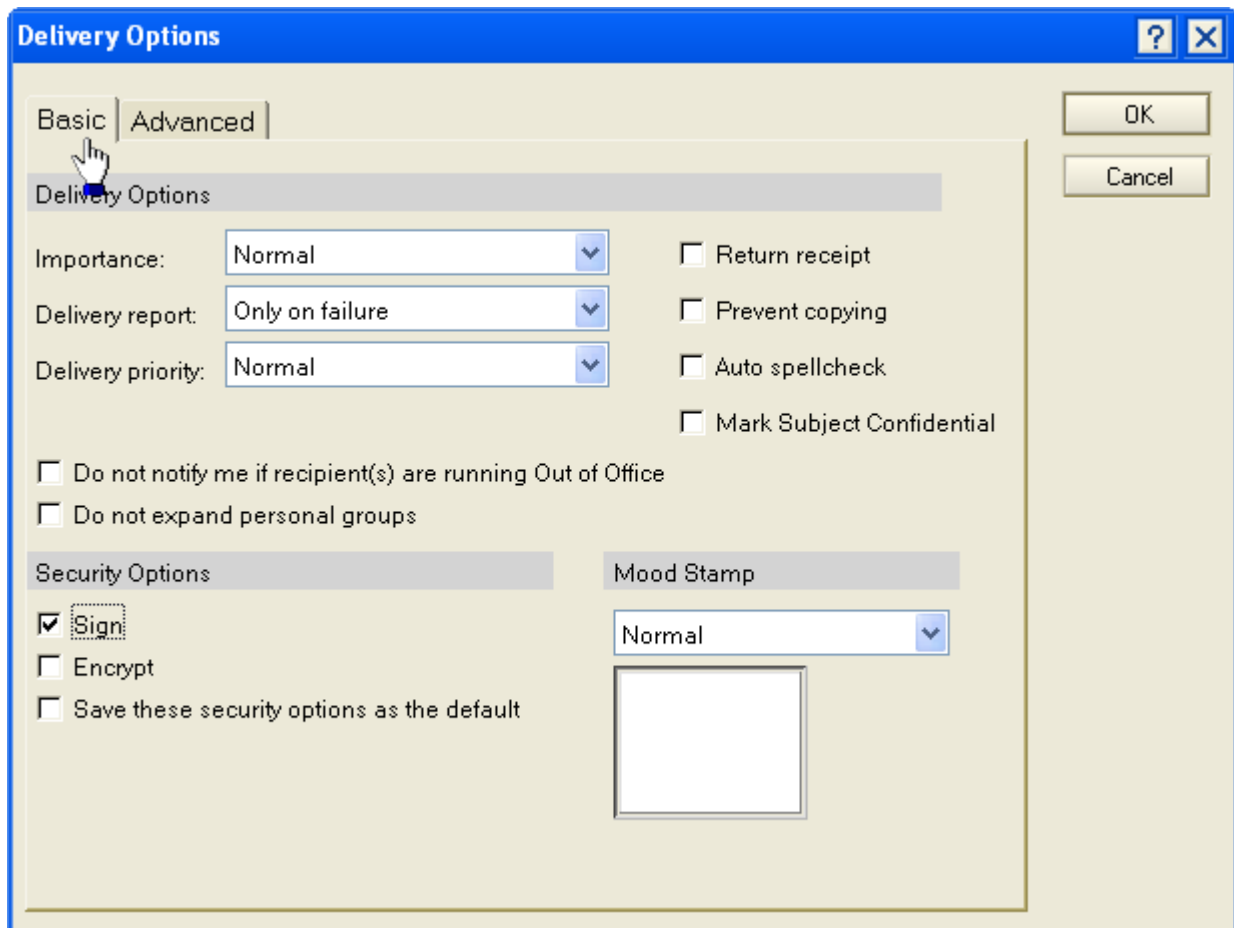 Delivery Options
Basic
Advanced
OK
Cancel
Delivery Options
Importance:
Normal
Return receipt
Delivery report:
Only on failure
Prevent copying
Delivery priority:
Normal
Auto spellcheck
Mark Subject Confidential
Do not notify me if recipient(s) are running Out of Office
Do not expand personal groups
Security Options
Mood Stamp
Sign
Normal
Encrypt
Save these security options as the default